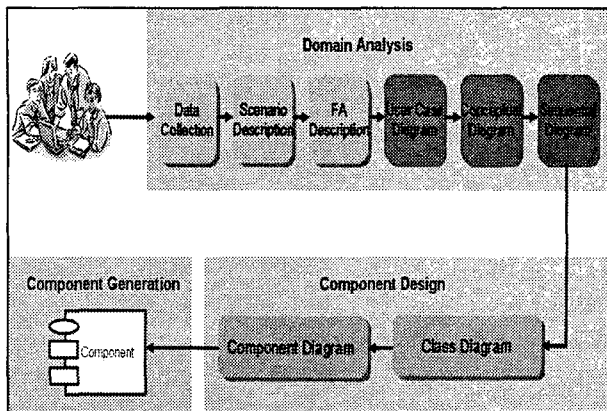 Domain Analysis
Data
Collection
Scenario
Description
FA
Description
User Case
Diagram
Conceptual
Diagram
Sequential
Diagram
Component Generation
Component
Component Design
Component Diagram
Class Diagram